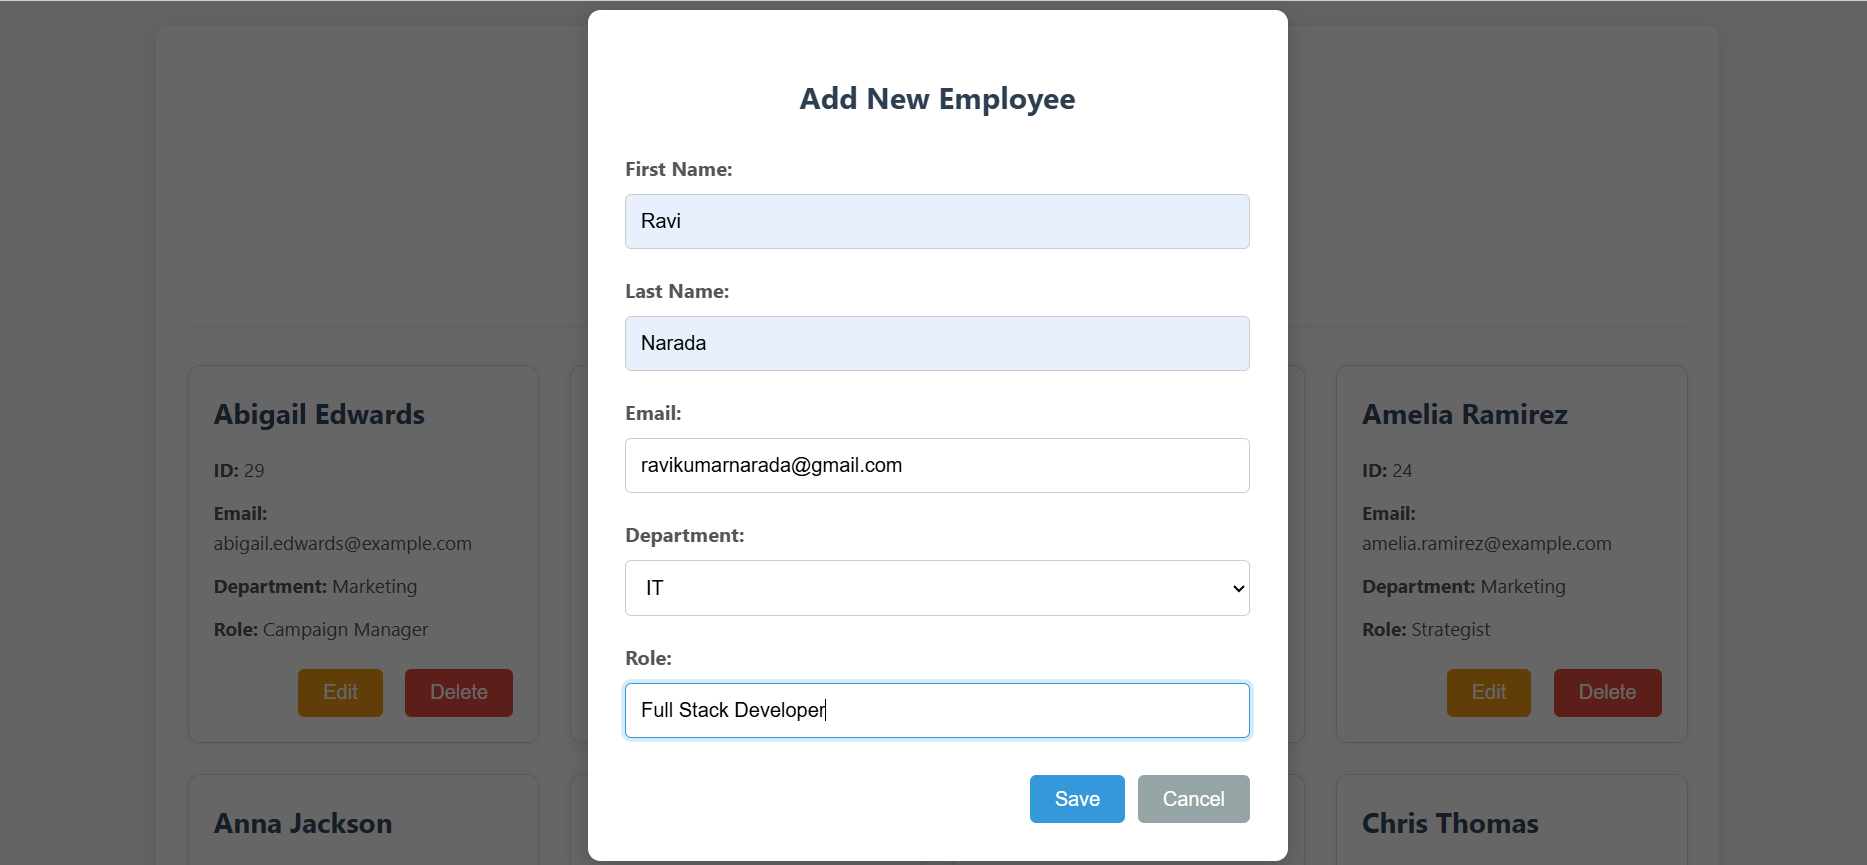 Add New Employee
First Name:
Ravi
Last Name:
Narada
Email:
ravikumarnarada@gmail.com
Department:
IT
Role:
Full Stack Developer
Save
Cancel
Abigail Edwards
ID: 29
Email:
abigail.edwards@example.com
Department: Marketing
Role: Campaign Manager
Edit
Delete
Amelia Ramirez
ID: 24
Email:
amelia.ramirez@example.com
Department: Marketing
Role: Strategist
Edit
Delete
Anna Jackson
Chris Thomas